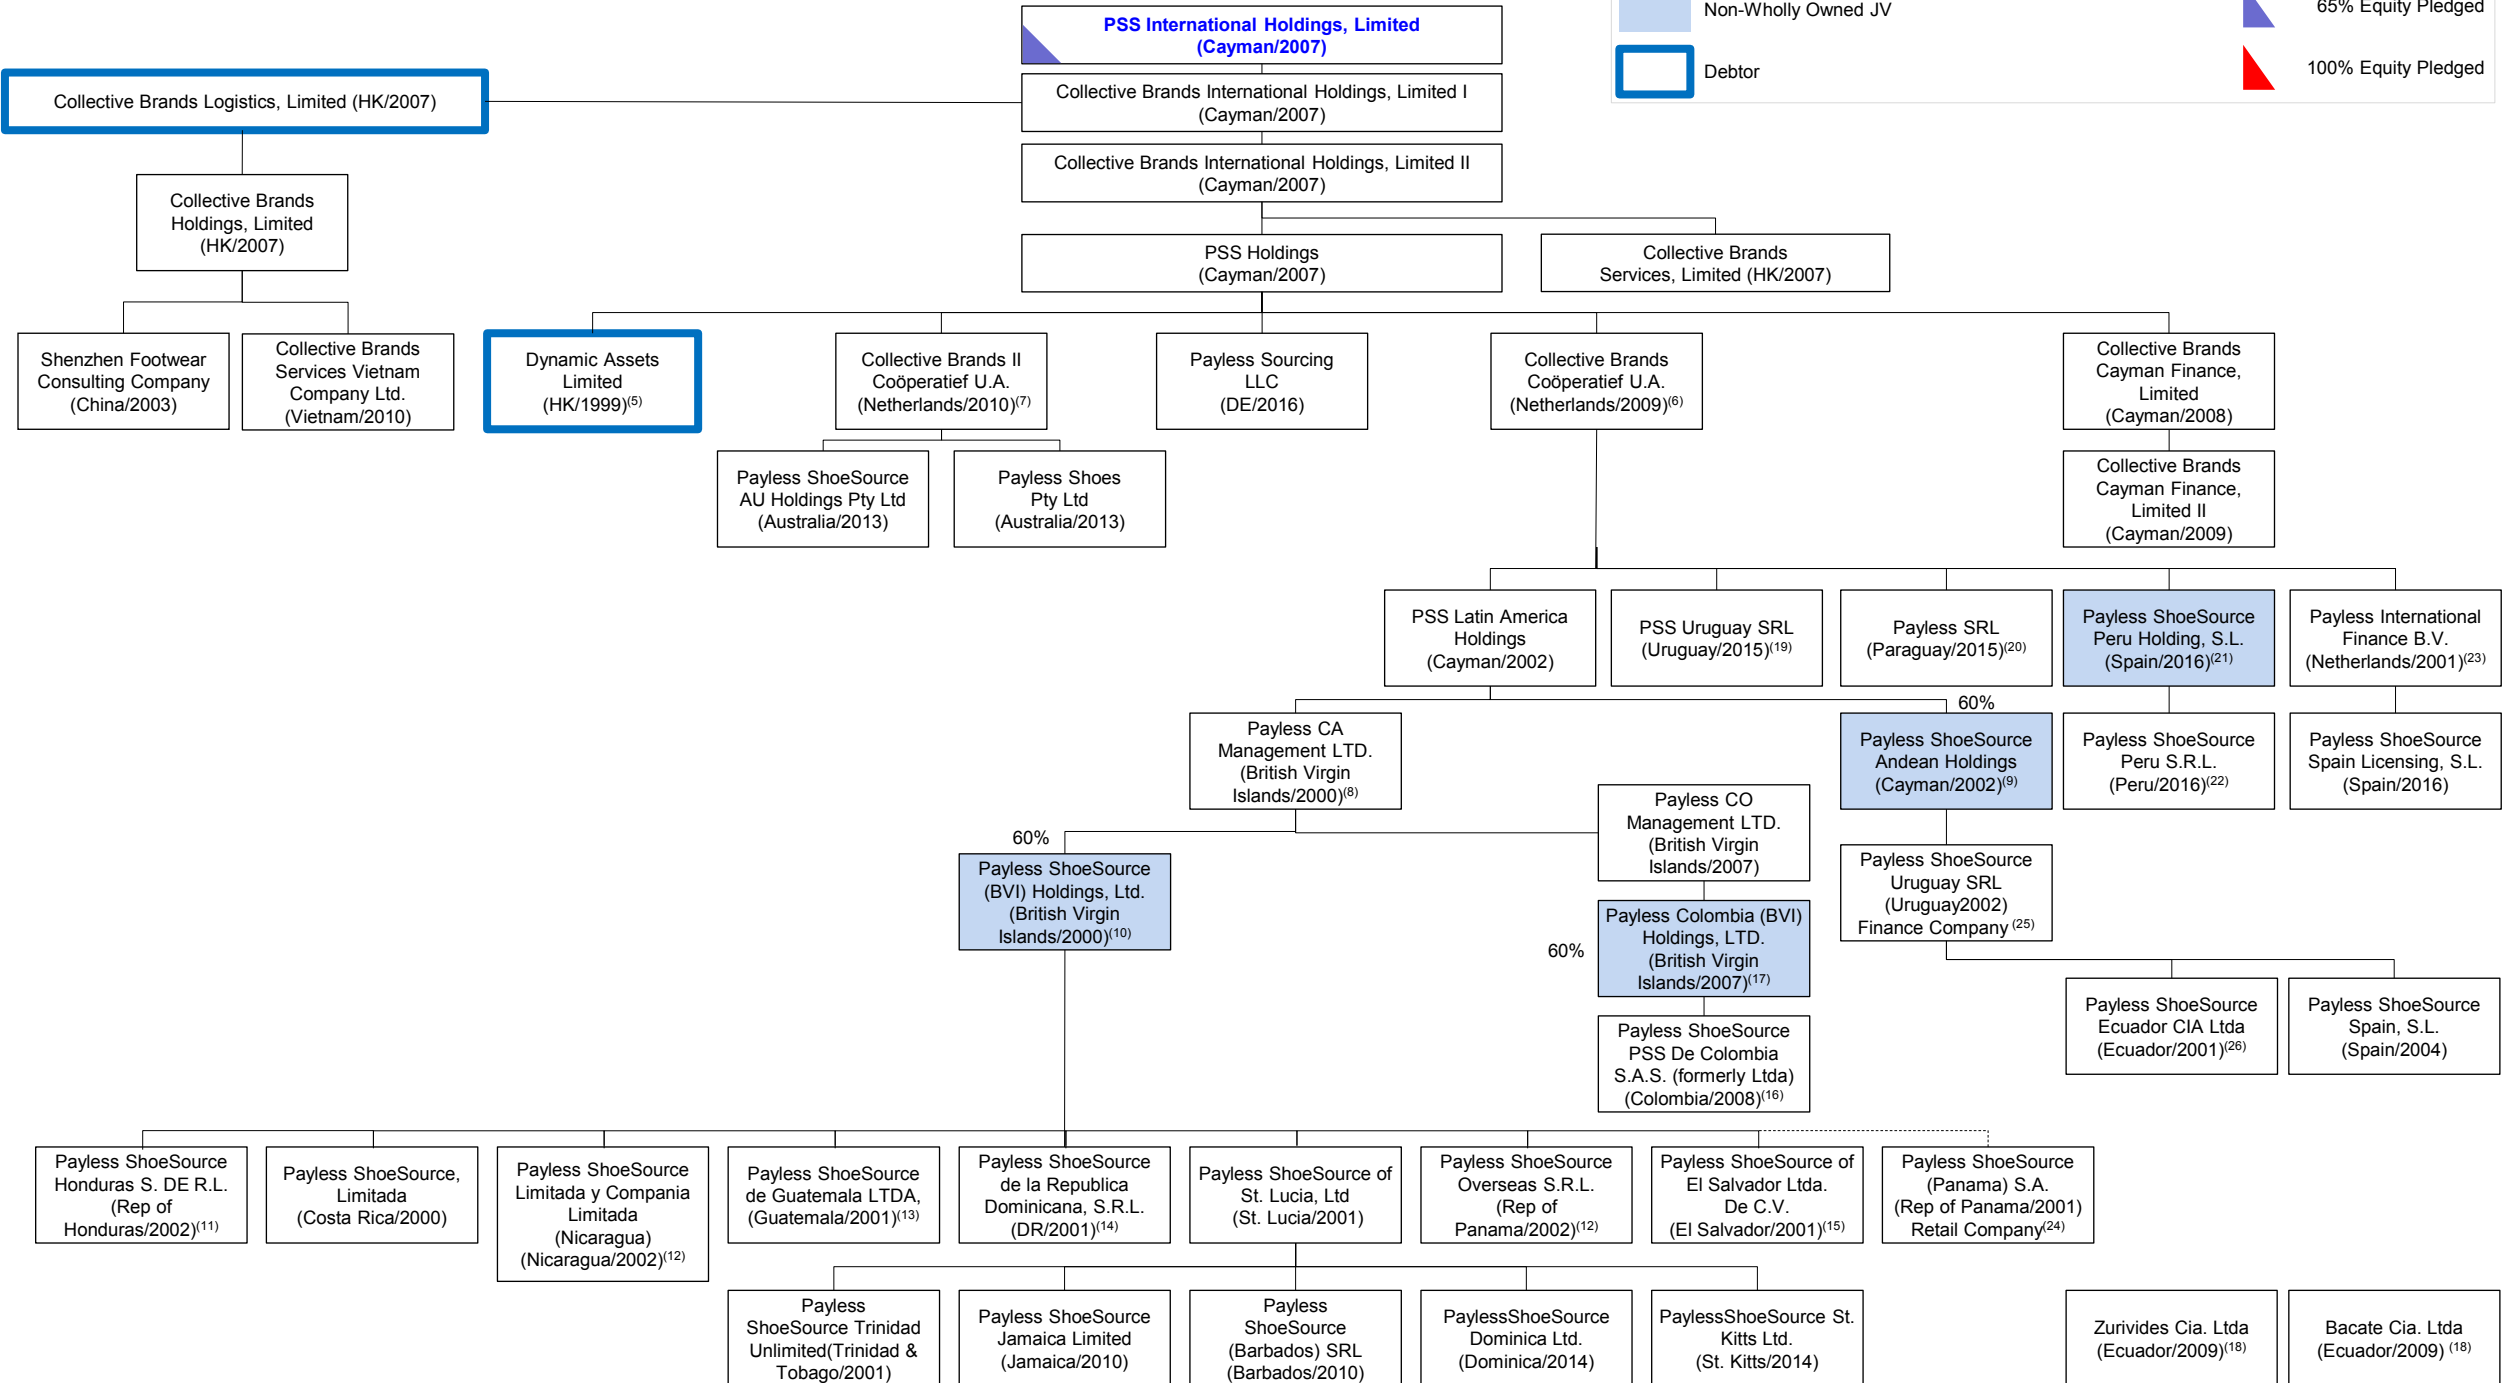 Non-Wholly Owned JV
65% Equity Pledged
Debtor
100% Equity Pledged
PSS International Holdings, Limited
(Cayman/2007)
Collective Brands Logistics, Limited (HK/2007)
Collective Brands International Holdings, Limited I
(Cayman/2007)
Collective Brands International Holdings, Limited II
(Cayman/2007)
Collective Brands
Holdings, Limited
(HK/2007)
PSS Holdings
(Cayman/2007)
Collective Brands
Services, Limited (HK/2007)
Shenzhen Footwear
Consulting Company
(China/2003)
Collective Brands
Services Vietnam
Company Ltd.
(Vietnam/2010)
Dynamic Assets
Limited
(HK/1999)(5)
Collective Brands II
Coöperatief U.A.
(Netherlands/2010)(7)
Payless Sourcing
LLC
(DE/2016)
Collective Brands
Coöperatief U.A.
(Netherlands/2009)(6)
Collective Brands
Cayman Finance,
Limited
(Cayman/2008)
Payless ShoeSource
AU Holdings Pty Ltd
(Australia/2013)
Payless Shoes
Pty Ltd
(Australia/2013)
Collective Brands
Cayman Finance,
Limited II
(Cayman/2009)
PSS Latin America
Holdings
(Cayman/2002)
PSS Uruguay SRL
(Uruguay/2015)(19)
Payless SRL
(Paraguay/2015)(20)
Payless ShoeSource
Peru Holding, S.L.
(Spain/2016)(21)
Payless International
Finance B.V.
(Netherlands/2001)(23)
60%
Payless CA
Management LTD.
(British Virgin
Islands/2000)(8)
Payless ShoeSource
Andean Holdings
(Cayman/2002)(9)
Payless ShoeSource
Peru S.R.L.
(Peru/2016)(22)
Payless ShoeSource
Spain Licensing, S.L.
(Spain/2016)
Payless CO
Management LTD.
(British Virgin
Islands/2007)
60%
Payless ShoeSource
(BVI) Holdings, Ltd.
(British Virgin
Islands/2000)(10)
Payless ShoeSource
Uruguay SRL
(Uruguay2002)
Finance Company (25)
60%
Payless Colombia (BVI)
Holdings, LTD.
(British Virgin
Islands/2007)(17)
Payless ShoeSource
Ecuador CIA Ltda
(Ecuador/2001)(26)
Payless ShoeSource
Spain, S.L.
(Spain/2004)
Payless ShoeSource
PSS De Colombia
S.A.S. (formerly Ltda)
(Colombia/2008)(16)
Payless ShoeSource
Honduras S. DE R.L.
(Rep of
Honduras/2002)(11)
Payless ShoeSource,
Limitada
(Costa Rica/2000)
Payless ShoeSource
Limitada y Compania
Limitada
(Nicaragua)
(Nicaragua/2002)(12)
Payless ShoeSource
de Guatemala LTDA,
(Guatemala/2001)(13)
Payless ShoeSource
de la Republica
Dominicana, S.R.L.
(DR/2001)(14)
Payless ShoeSource of
St. Lucia, Ltd
(St. Lucia/2001)
Payless ShoeSource
Overseas S.R.L.
(Rep of
Panama/2002)(12)
Payless ShoeSource of
El Salvador Ltda.
De C.V.
(El Salvador/2001)(15)
Payless ShoeSource
(Panama) S.A.
(Rep of Panama/2001)
Retail Company(24)
Payless
ShoeSource Trinidad
Unlimited(Trinidad &
Tobago/2001)
Payless ShoeSource
Jamaica Limited
(Jamaica/2010)
Payless
ShoeSource
(Barbados) SRL
(Barbados/2010)
PaylessShoeSource
Dominica Ltd.
(Dominica/2014)
PaylessShoeSource St.
Kitts Ltd.
(St. Kitts/2014)
Zurivides Cia. Ltda
(Ecuador/2009)(18)
Bacate Cia. Ltda
(Ecuador/2009) (18)